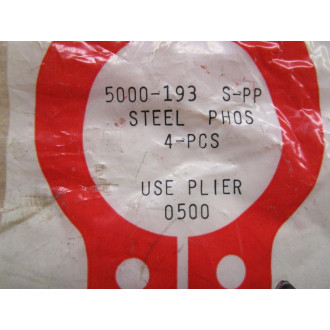 5000-193 S-PP
STEEL PHOS
4-PCS
USE PLIER
0500